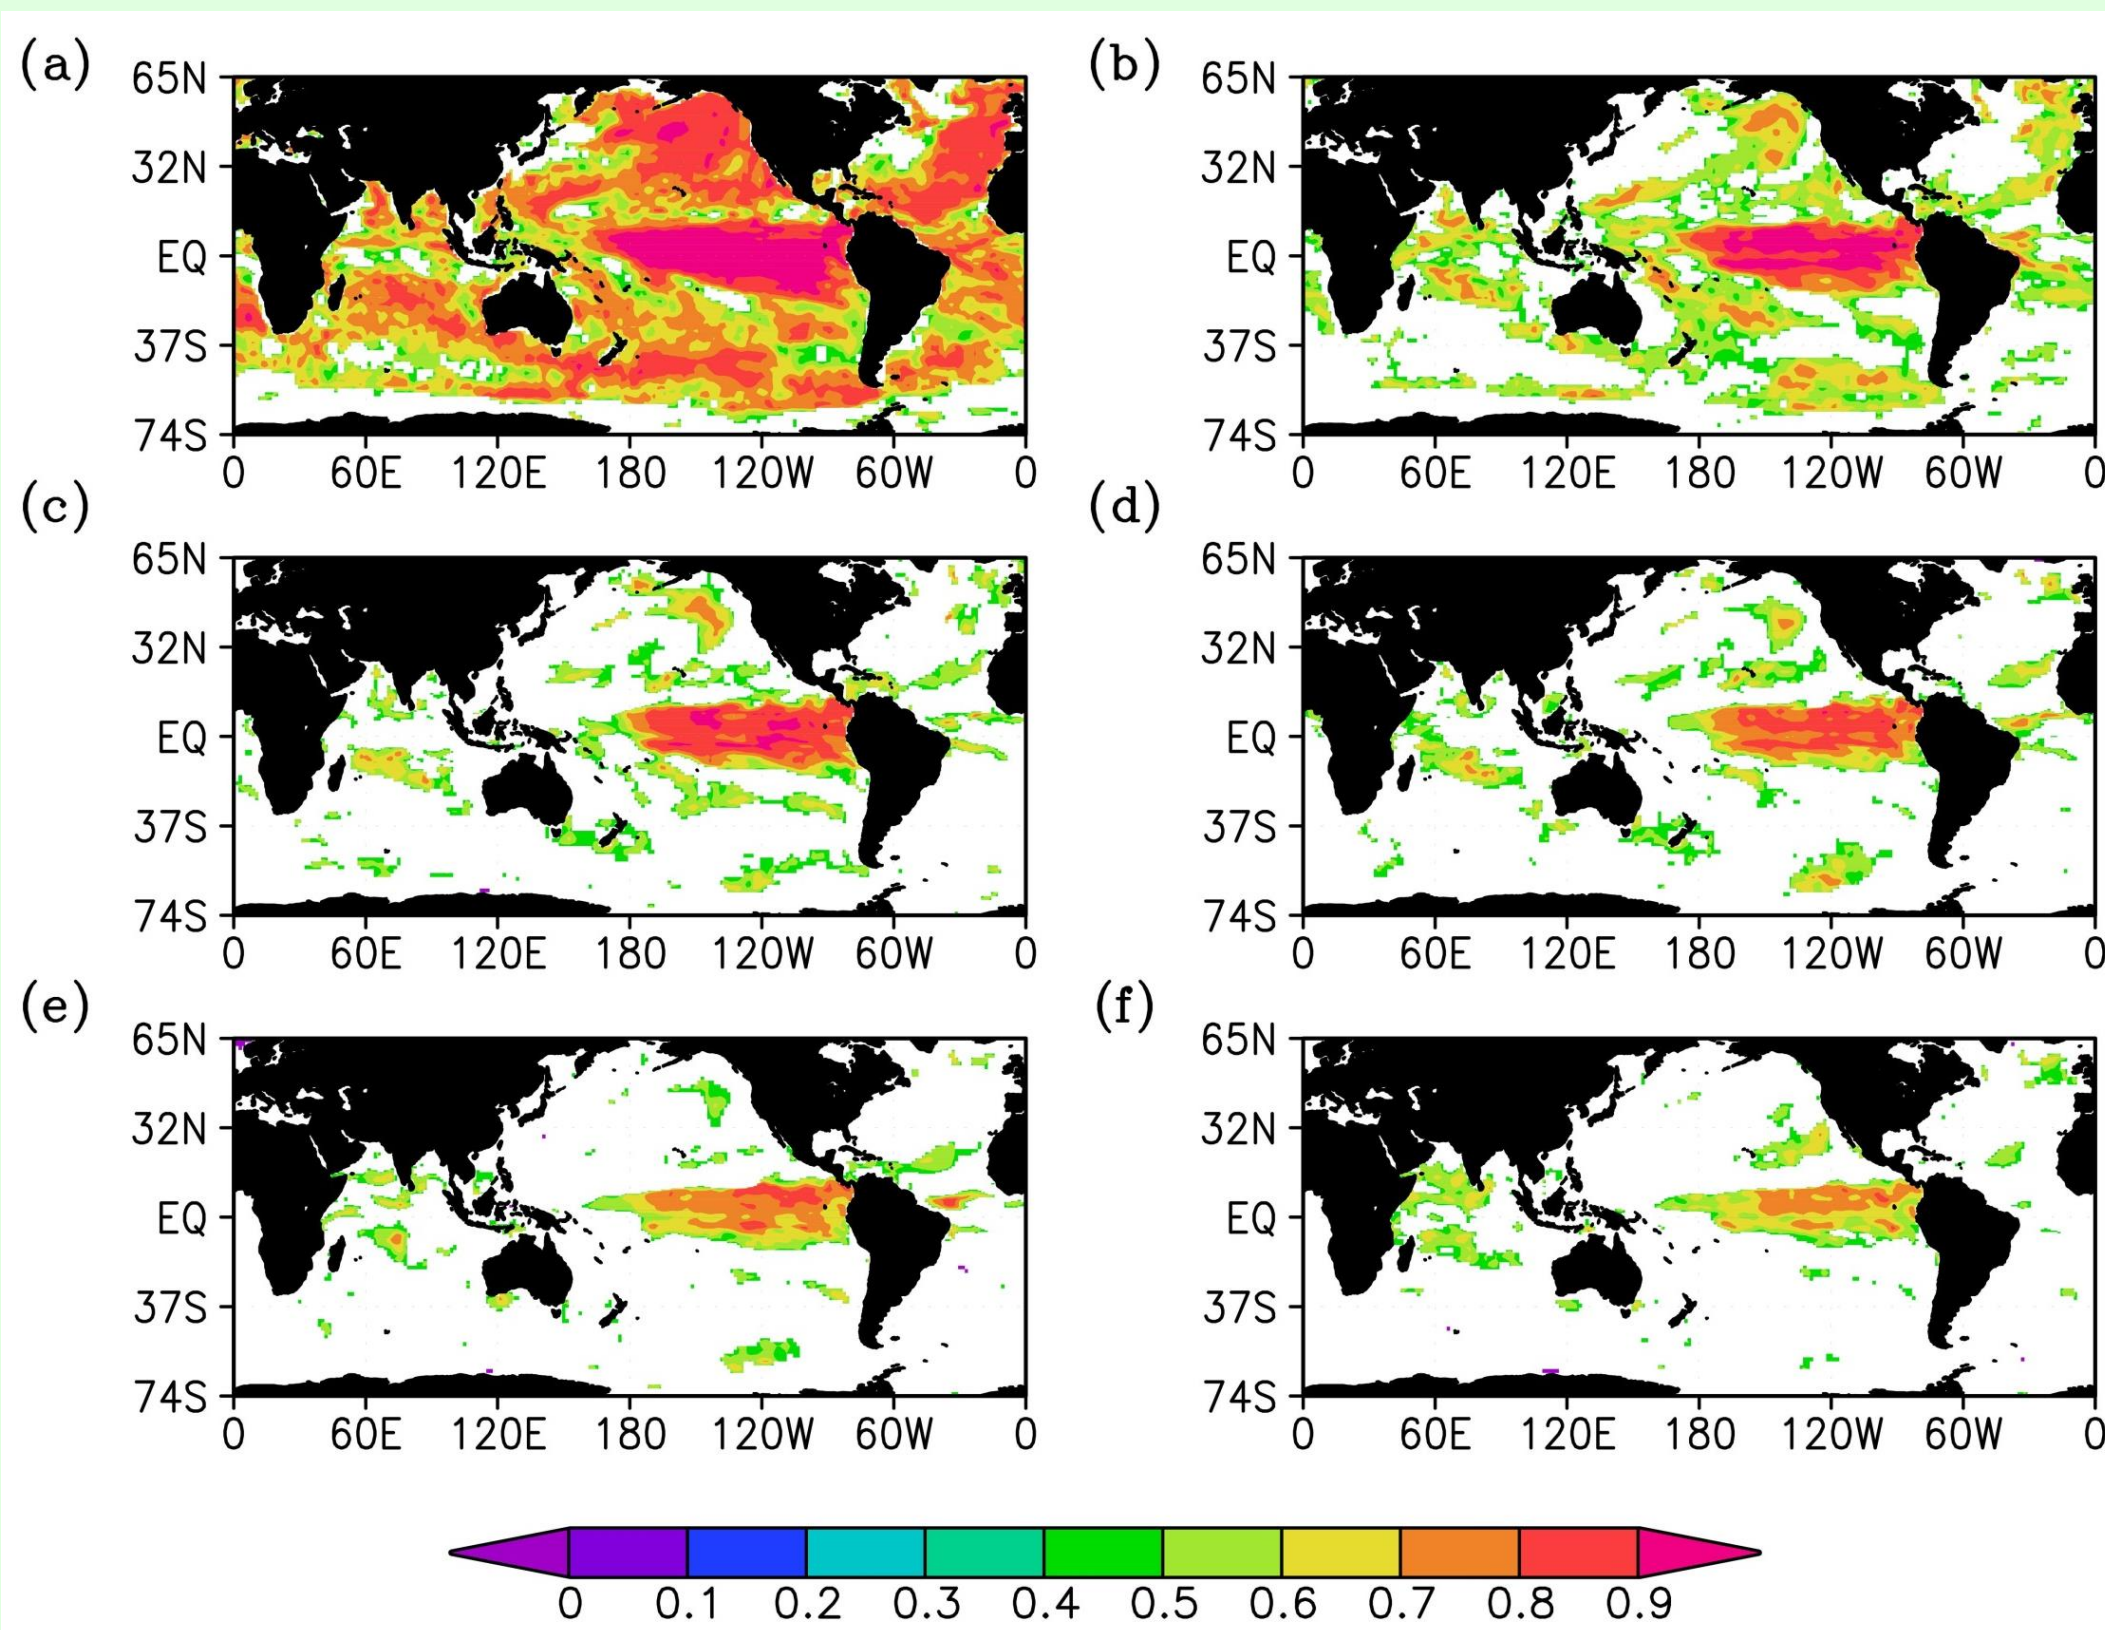 (a) (b)
65N 65N
32N 32N
EQ EQ
37S 37S
74S 74S
0 60E 120E 180 120W 60W 0 0 60E 120E 180 120W 60W 0
(c) (d)
65N 65N
32N 32N
EQ EQ
37S 37S
74S 74S
0 60E 120E 180 120W 60W 0 0 60E 120E 180 120W 60W 0
(e) (f)
65N 65N
32N 32N
EQ EQ
37S 37S
74S 74S
0 60E 120E 180 120W 60W 0 0 60E 120E 180 120W 60W 0
0 0.1 0.2 0.3 0.4 0.5 0.6 0.7 0.8 0.9